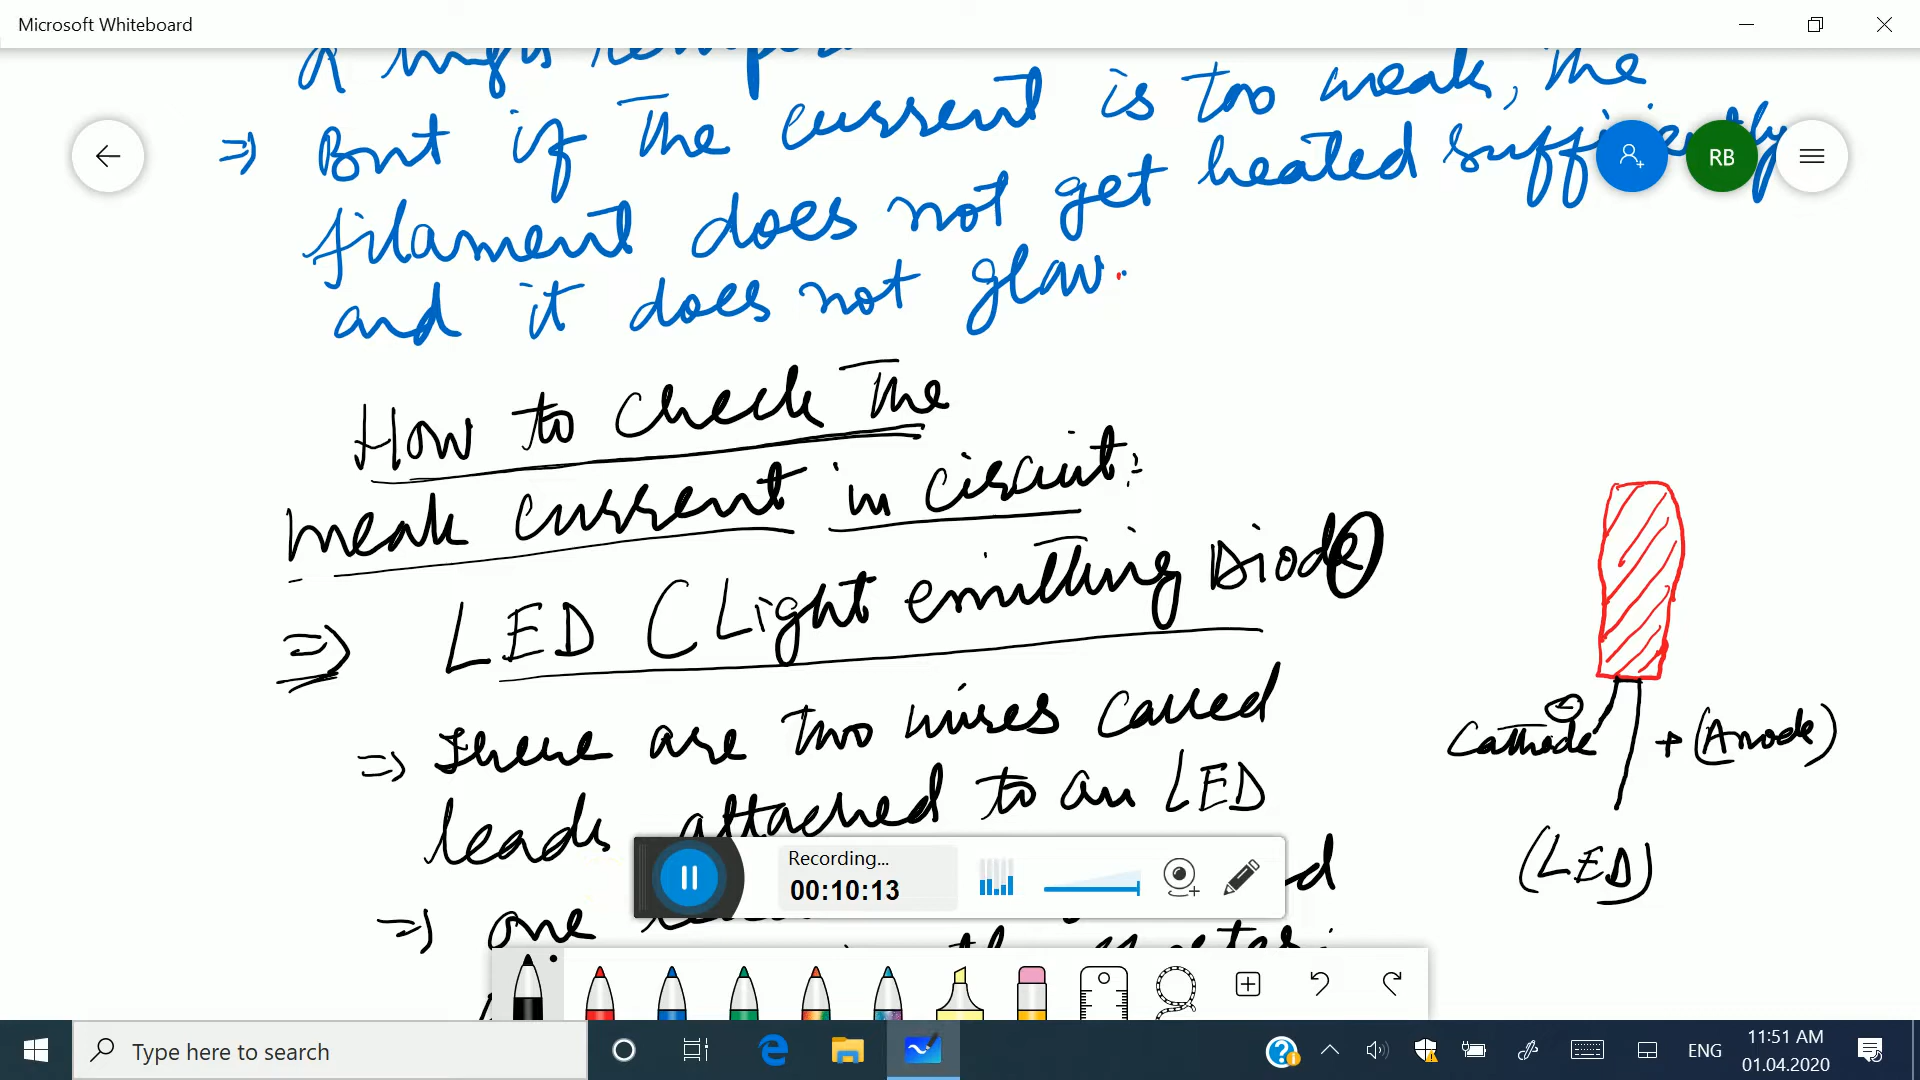 Microsoft Whiteboard
& high temper
=> But if the current is too weak, the
filament does not get heated sufficiently
and it does not glow.
RB
How to check the
weak current in circuit:
=> LED (Light emitting Diode)
=> There are two wires called
leads attached to an LED
=> one
Cathode
+ (Anode)
(LED)
Recording...
00:10:13
Type here to search
ENG
11:51 AM
01.04.2020